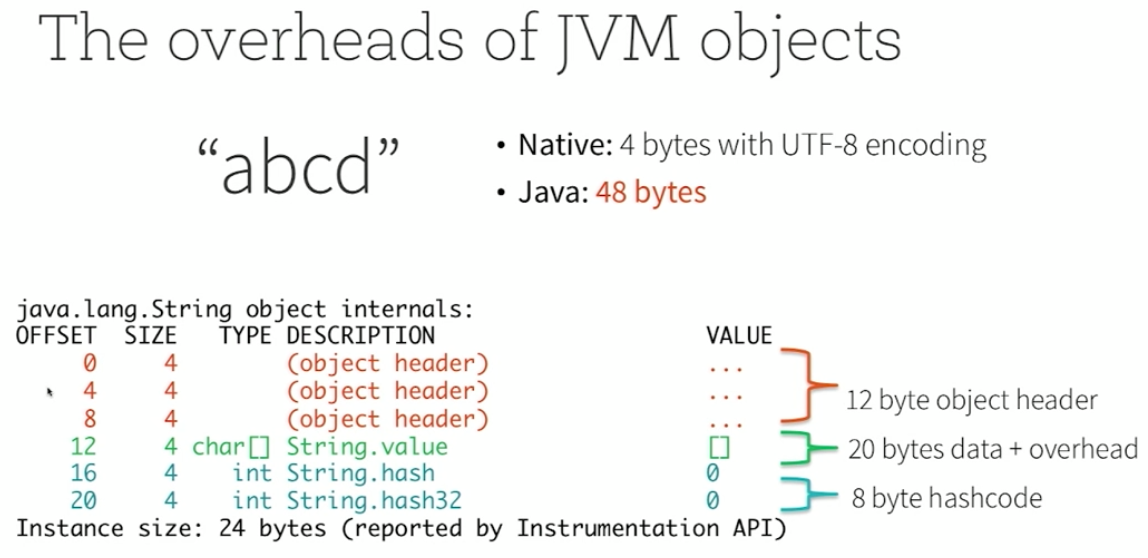 The overheads of JVM objects
“abcd”
• Native: 4 bytes with UTF-8 encoding
• Java: 48 bytes
java.lang.String object internals:
OFFSET SIZE TYPE DESCRIPTION VALUE
0 4 (object header) ...
4 4 (object header) ...
8 4 (object header) ...
12 byte object header
12 4 char[] String.value []
20 bytes data + overhead
16 4 int String.hash 0
20 4 int String.hash32 0
8 byte hashcode
Instance size: 24 bytes (reported by Instrumentation API)